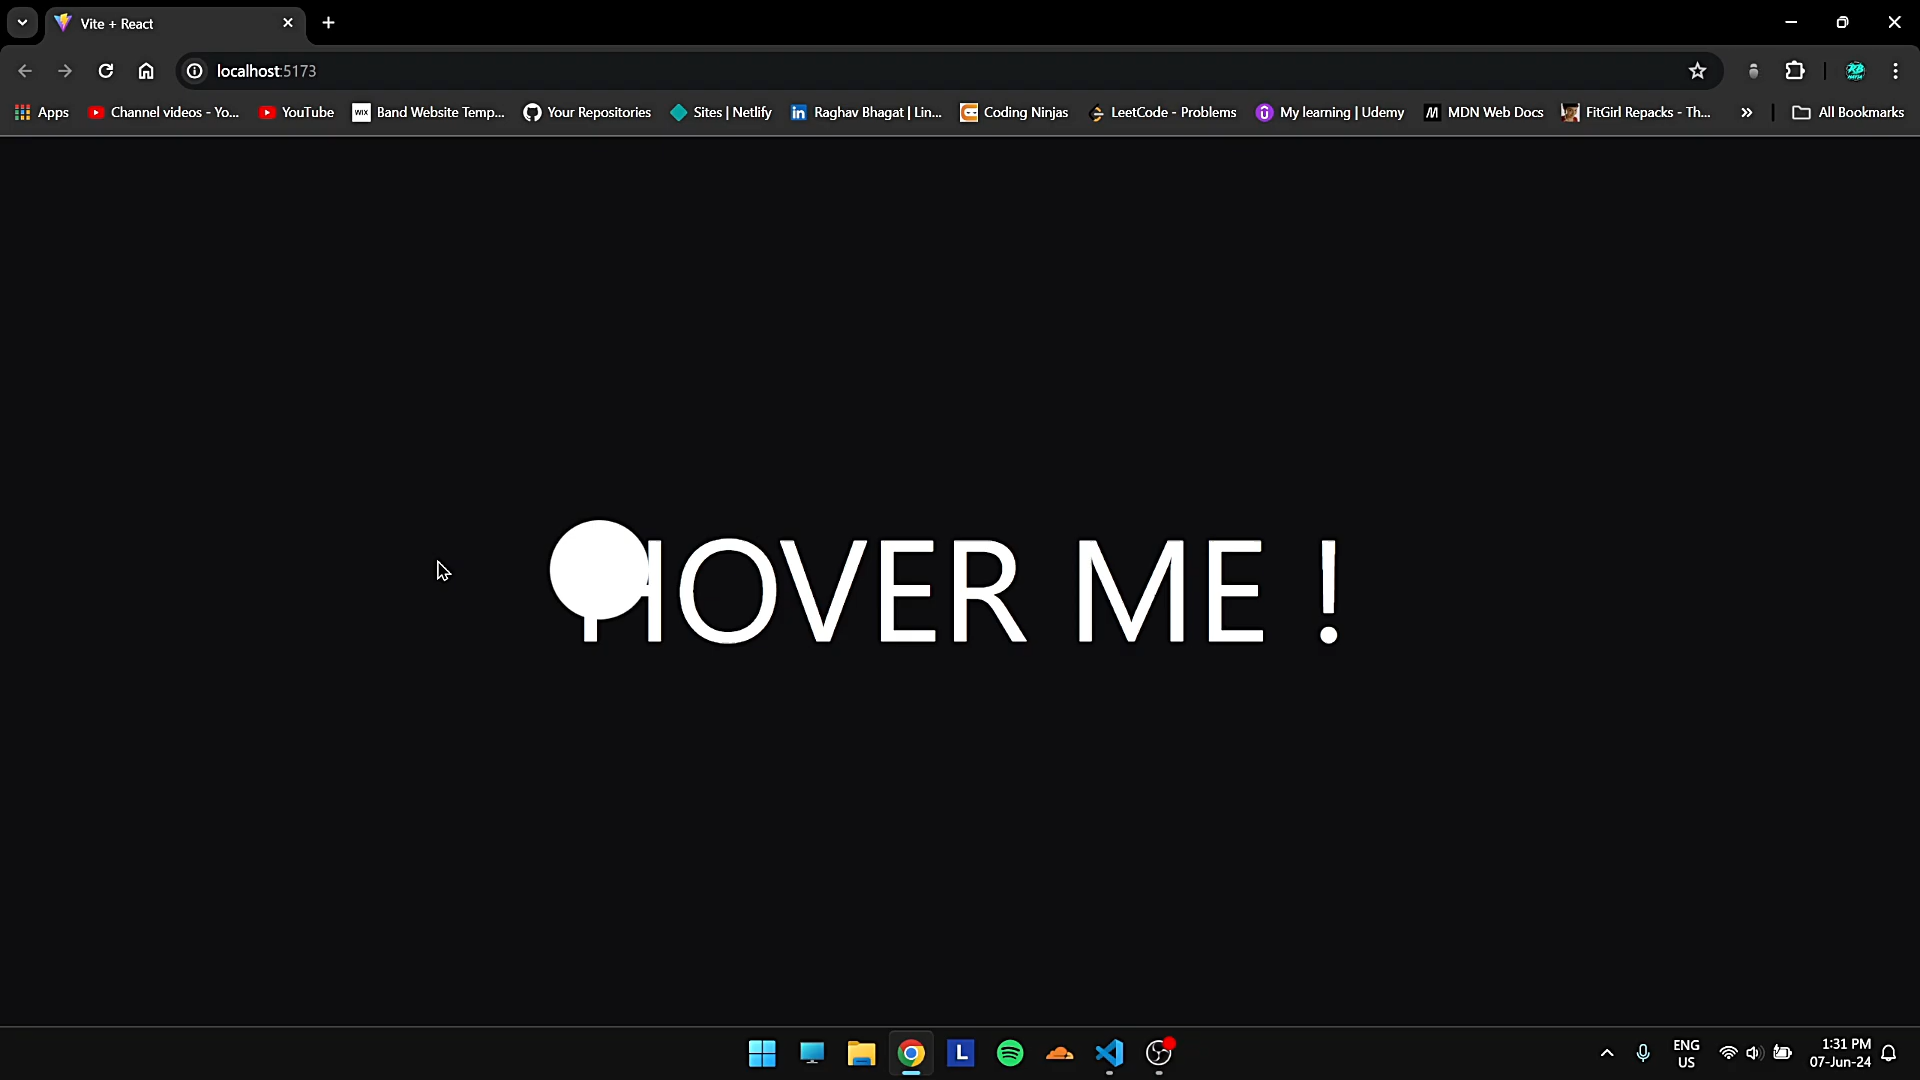 Vite + React
localhost:5173
Apps
Channel videos - Yo...
YouTube
WIX
Band Website Temp...
Your Repositories
Sites | Netlify
in
Raghav Bhagat | Lin...
Coding Ninjas
LeetCode - Problems
My learning | Udemy
MDN Web Docs
FitGirl Repacks - Th...
All Bookmarks
HOVER ME !
L
ENG
US
1:31 PM
07-Jun-24